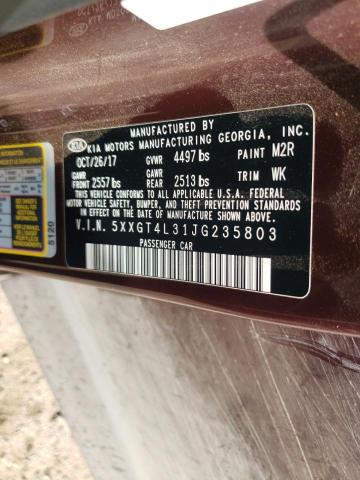 MANUFACTURED BY
KIA KIA MOTORS MANUFACTURING GEORGIA, INC.
OCT/26/17 GVWR 4497 lbs PAINT M2R
GAWR FRONT 2557 lbs GAWR REAR 2513 lbs TRIM WK
THIS VEHICLE CONFORMS TO ALL APPLICABLE U.S.A. FEDERAL
MOTOR VEHICLE SAFETY, BUMPER, AND THEFT PREVENTION
STANDARDS IN EFFECT ON THE DATE OF MANUFACTURE SHOWN ABOVE.
V.I.N. 5XXGT4L31JG235803
PASSENGER CAR
5120